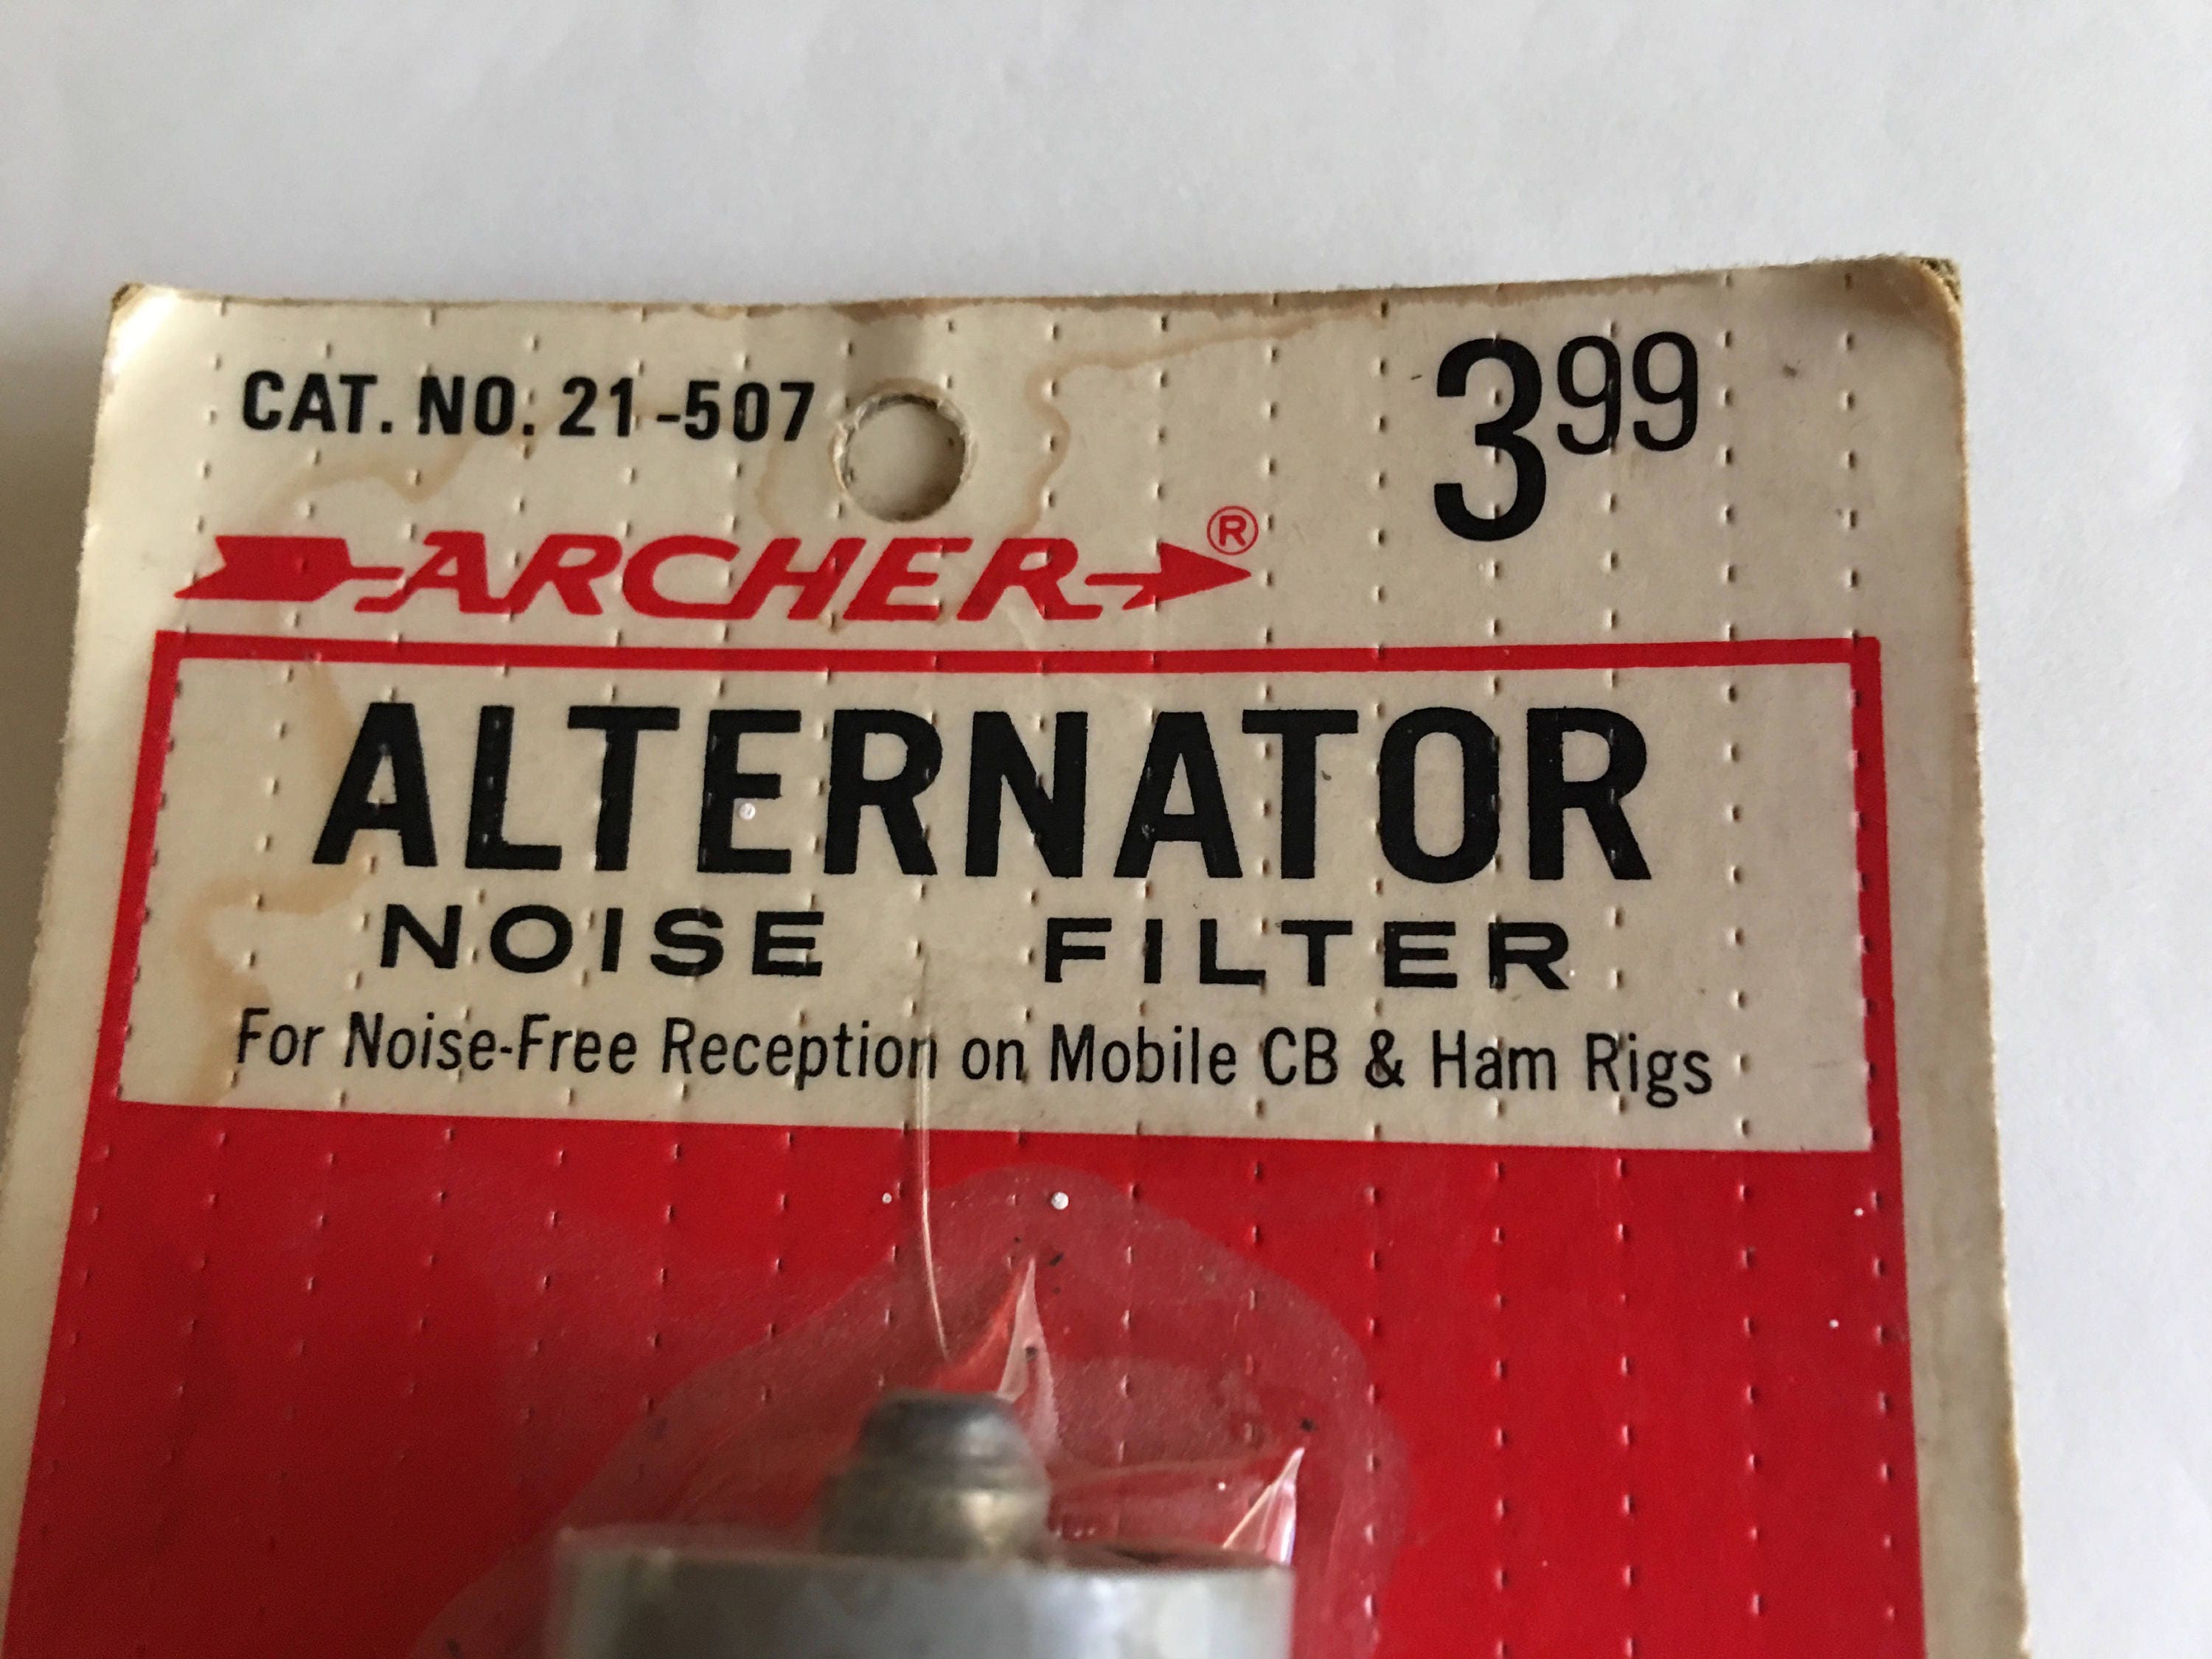 CAT. NO. 21-507
3 99
ARCHER®
ALTERNATOR
NOISE FILTER
For Noise-Free Reception on Mobile CB & Ham Rigs